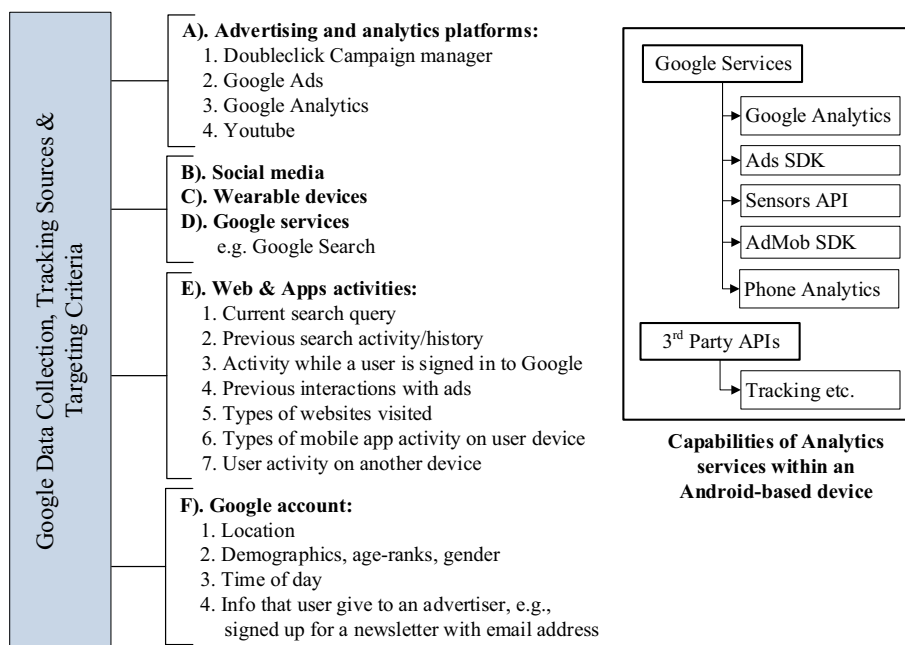 Google Data Collection, Tracking Sources &
Targeting Criteria
A). Advertising and analytics platforms:
1. Doubleclick Campaign manager
2. Google Ads
3. Google Analytics
4. Youtube
B). Social media
C). Wearable devices
D). Google services
e.g. Google Search
E). Web & Apps activities:
1. Current search query
2. Previous search activity/history
3. Activity while a user is signed in to Google
4. Previous interactions with ads
5. Types of websites visited
6. Types of mobile app activity on user device
7. User activity on another device
F). Google account:
1. Location
2. Demographics, age-ranks, gender
3. Time of day
4. Info that user give to an advertiser, e.g.,
signed up for a newsletter with email address
Google Services
Google Analytics
Ads SDK
Sensors API
AdMob SDK
Phone Analytics
3rd Party APIs
Tracking etc.
Capabilities of Analytics
services within an
Android-based device